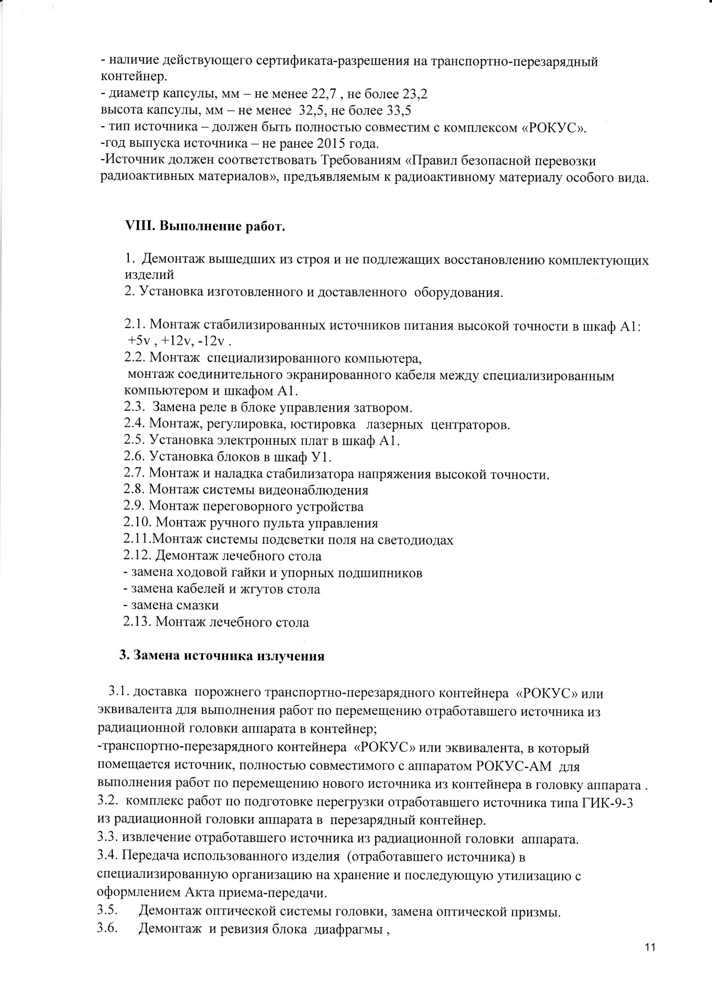 - наличие действующего сертификата-разрешения на транспортно-перезарядный
контейнер.
- диаметр капсулы, мм – не менее 22,7 , не более 23,2
высота капсулы, мм – не менее  32,5, не более 33,5
- тип источника – должен быть полностью совместим с комплексом «РОКУС».
-год выпуска источника – не ранее 2015 года.
-Источник должен соответствовать Требованиям «Правил безопасной перевозки
радиоактивных материалов», предъявляемым к радиоактивному материалу особого вида.
VIII. Выполнение работ.
1.  Демонтаж вышедших из строя и не подлежащих восстановлению комплектующих
изделий
2. Установка изготовленного и доставленного  оборудования.
2.1. Монтаж стабилизированных источников питания высокой точности в шкаф А1:
+5v , +12v, -12v .
2.2. Монтаж  специализированного компьютера,
монтаж соединительного экранированного кабеля между специализированным
компьютером и шкафом А1.
2.3.  Замена реле в блоке управления затвором.
2.4. Монтаж, регулировка, юстировка   лазерных  центраторов.
2.5. Установка электронных плат в шкаф А1.
2.6. Установка блоков в шкаф У1.
2.7. Монтаж и наладка стабилизатора напряжения высокой точности.
2.8. Монтаж системы видеонаблюдения
2.9. Монтаж переговорного устройства
2.10. Монтаж ручного пульта управления
2.11.Монтаж системы подсветки поля на светодиодах
2.12. Демонтаж лечебного стола
- замена ходовой гайки и упорных подшипников
- замена кабелей и жгутов стола
- замена смазки
2.13. Монтаж лечебного стола
3. Замена источника излучения
3.1. доставка  порожнего транспортно-перезарядного контейнера  «РОКУС» или
эквивалента для выполнения работ по перемещению отработавшего источника из
радиационной головки аппарата в контейнер;
-транспортно-перезарядного контейнера  «РОКУС» или эквивалента, в который
помещается источник, полностью совместимого с аппаратом РОКУС-АМ  для
выполнения работ по перемещению нового источника из контейнера в головку аппарата .
3.2.  комплекс работ по подготовке перегрузки отработавшего источника типа ГИК-9-3
из радиационной головки аппарата в  перезарядный контейнер.
3.3. извлечение отработавшего источника из радиационной головки  аппарата.
3.4. Передача использованного изделия  (отработавшего источника) в
специализированную организацию на хранение и последующую утилизацию с
оформлением Акта приема-передачи.
3.5.     Демонтаж оптической системы головки, замена оптической призмы.
3.6.     Демонтаж  и ревизия блока  диафрагмы ,
11